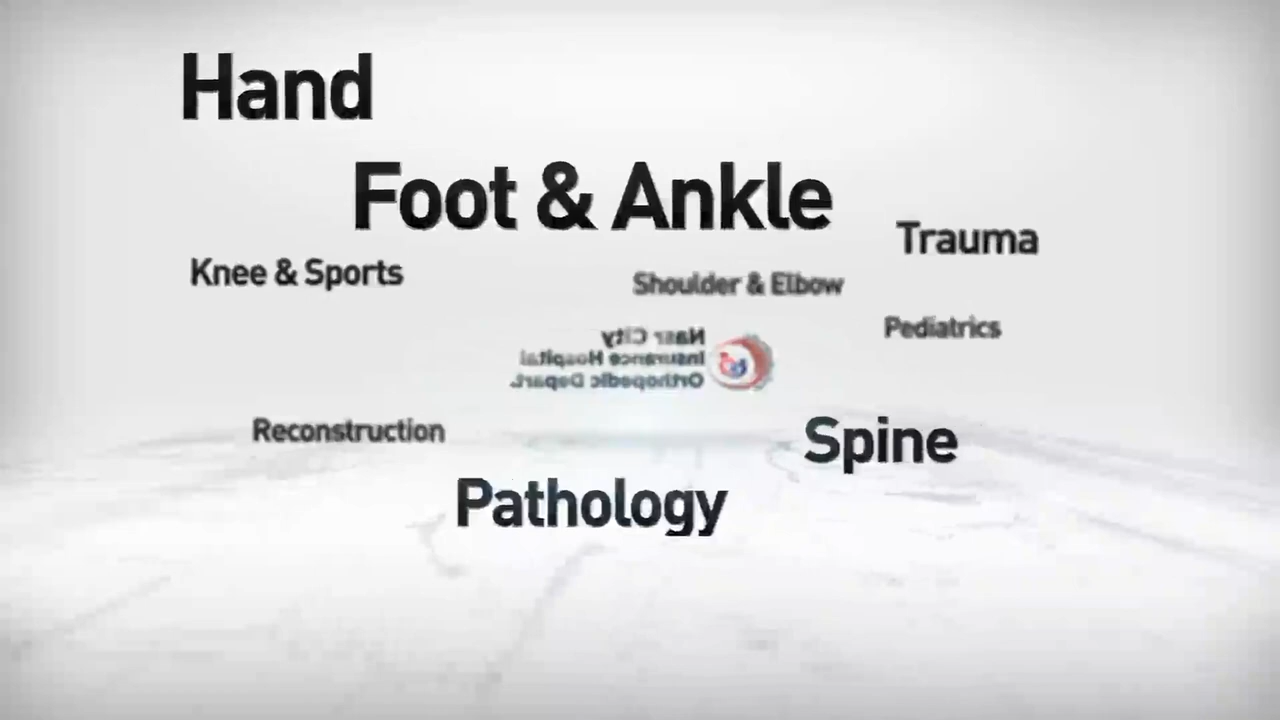 Hand
Foot & Ankle
Trauma
Knee & Sports
Shoulder & Elbow
Pediatrics
Nasr City
Insurance Hospital
Orthopedic Depart.
Reconstruction
Spine
Pathology